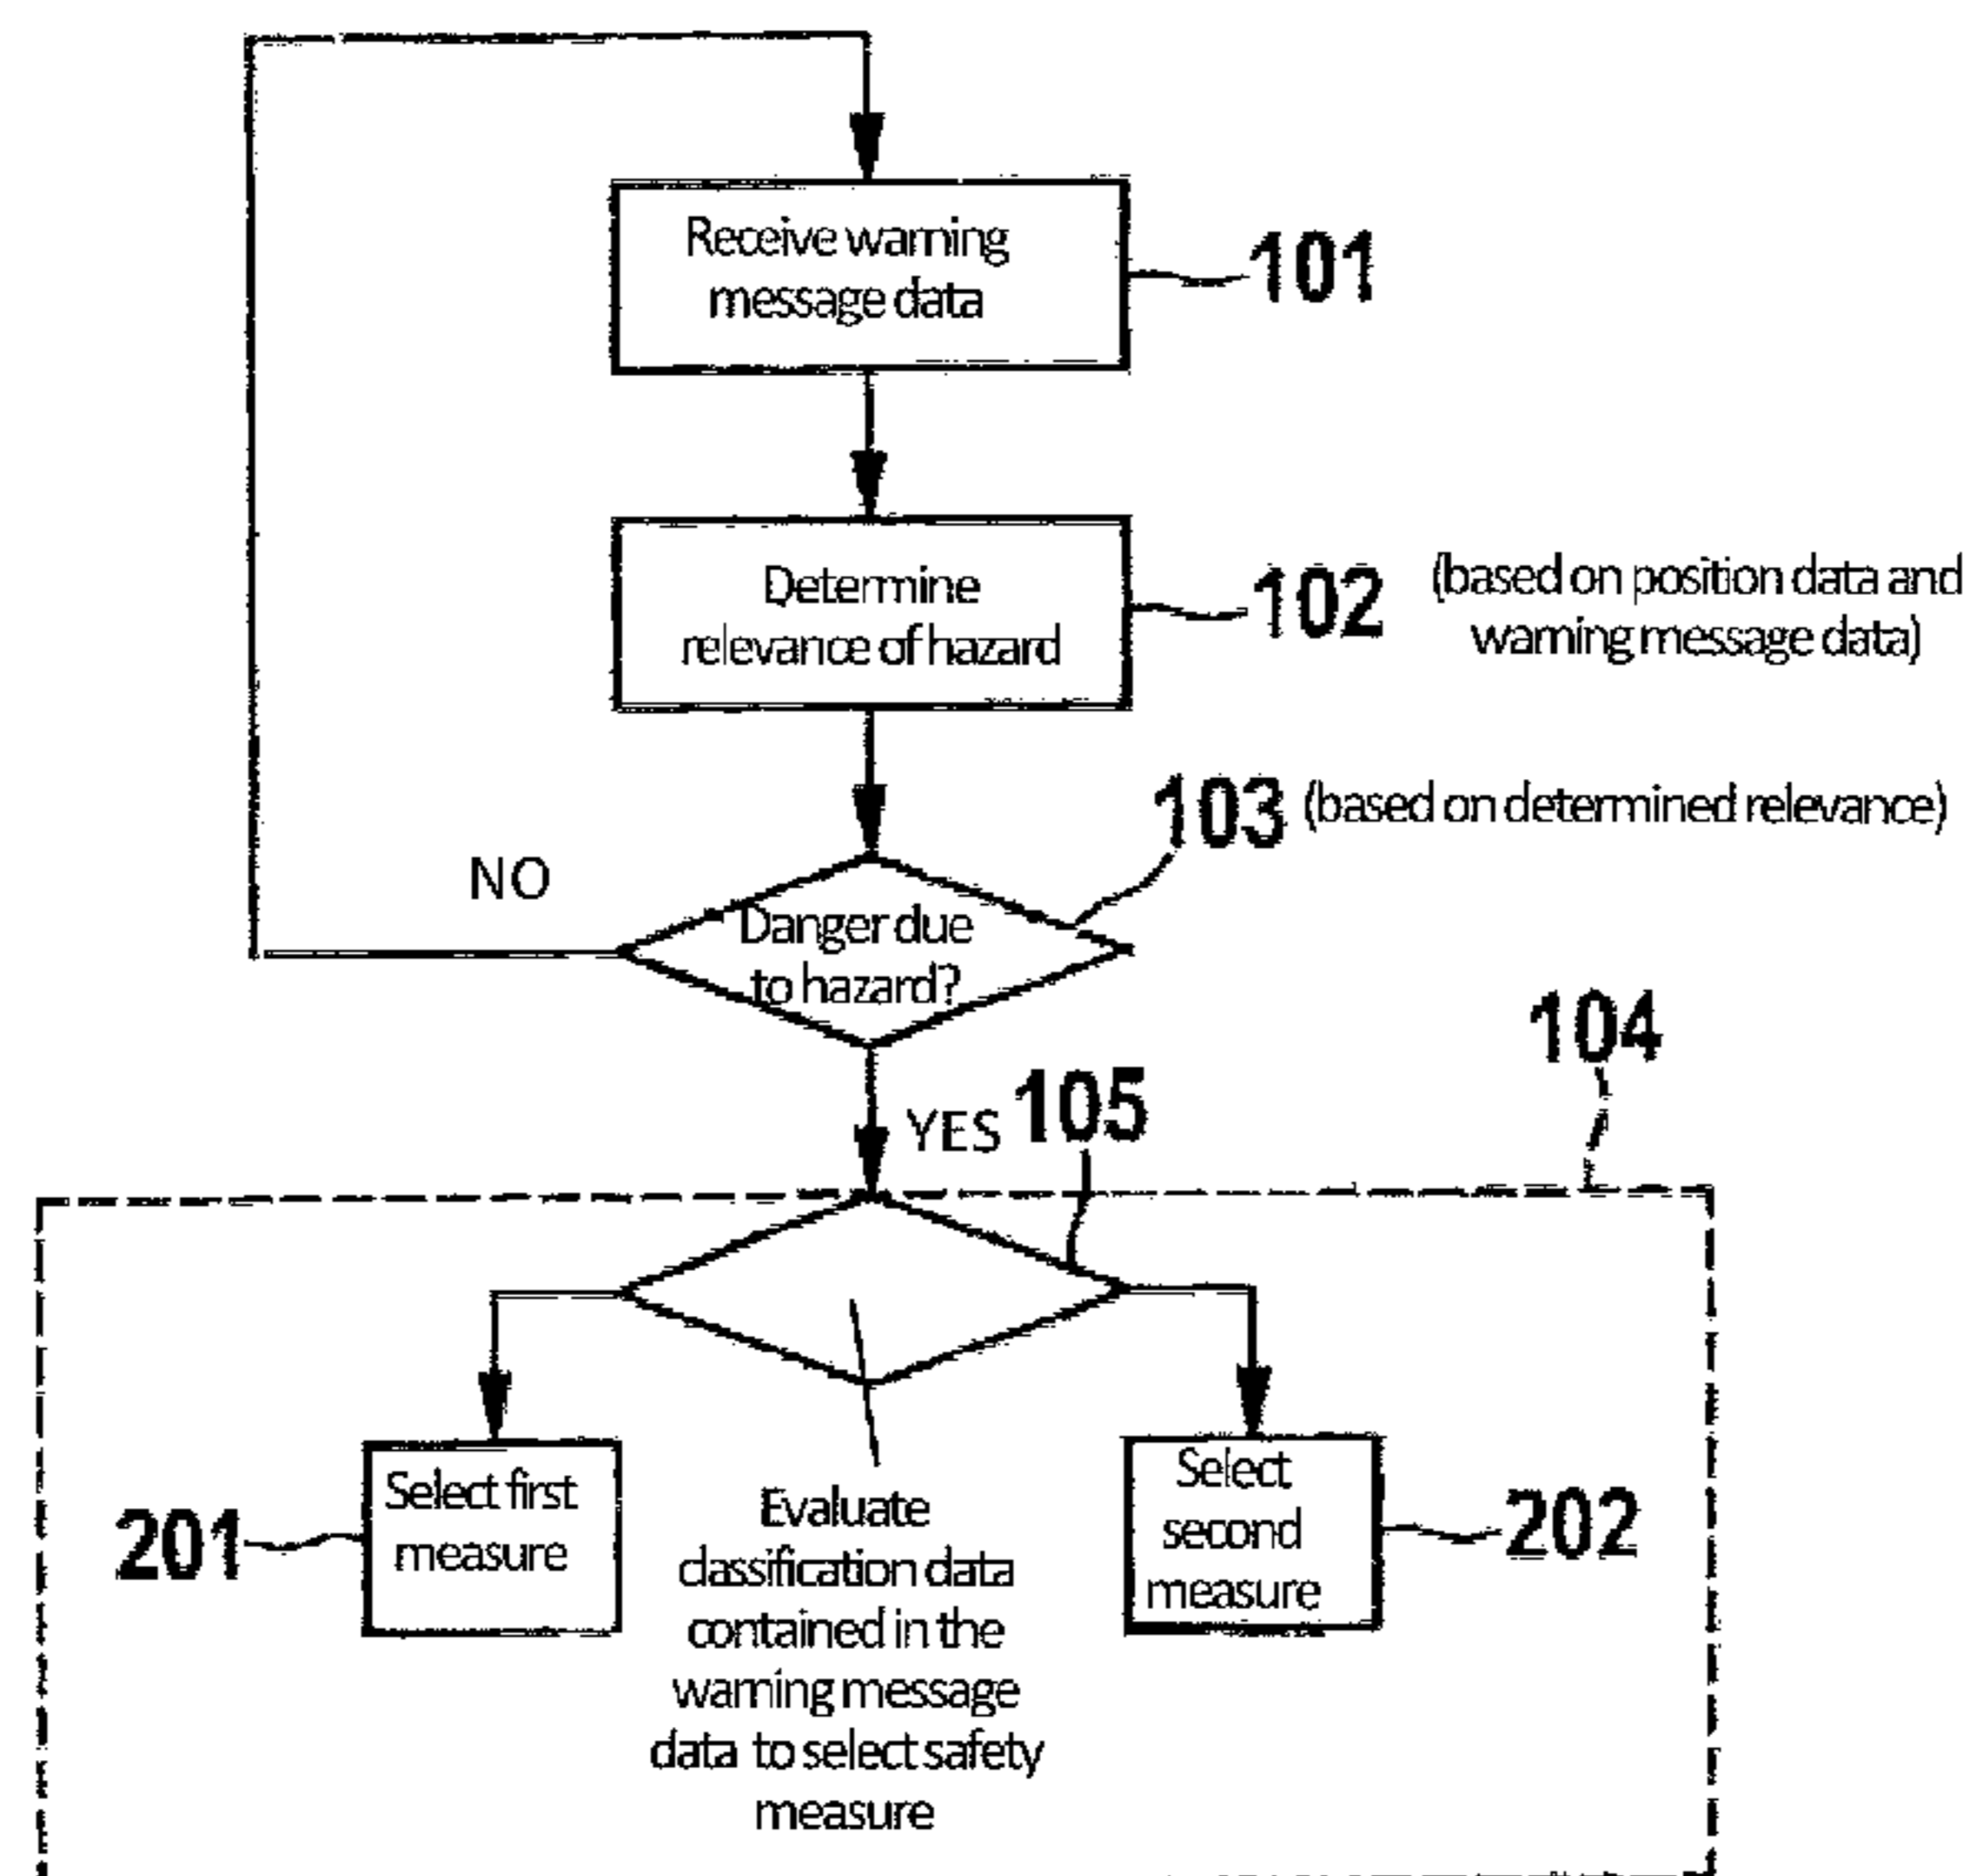 Receive warning
message data
101
Determine
relevance of hazard
102
(based on position data and
warning message data)
103
(based on determined relevance)
NO
Danger due
to hazard?
104
YES
105
Select first
measure
201
Evaluate
classification data
contained in the
warning message
data to select safety
measure
Select
second
measure
202